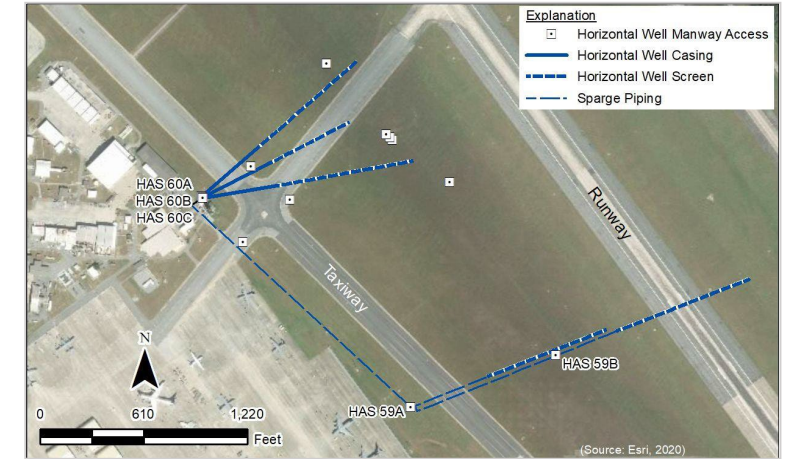 Explanation
Horizontal Well Manway Access
Horizontal Well Casing
Horizontal Well Screen
Sparge Piping
HAS 60A
HAS 60B
HAS 60C
Runway
Taxiway
N
HAS 59B
HAS 59A
0 610 1,220
Feet
(Source: Esri, 2020)